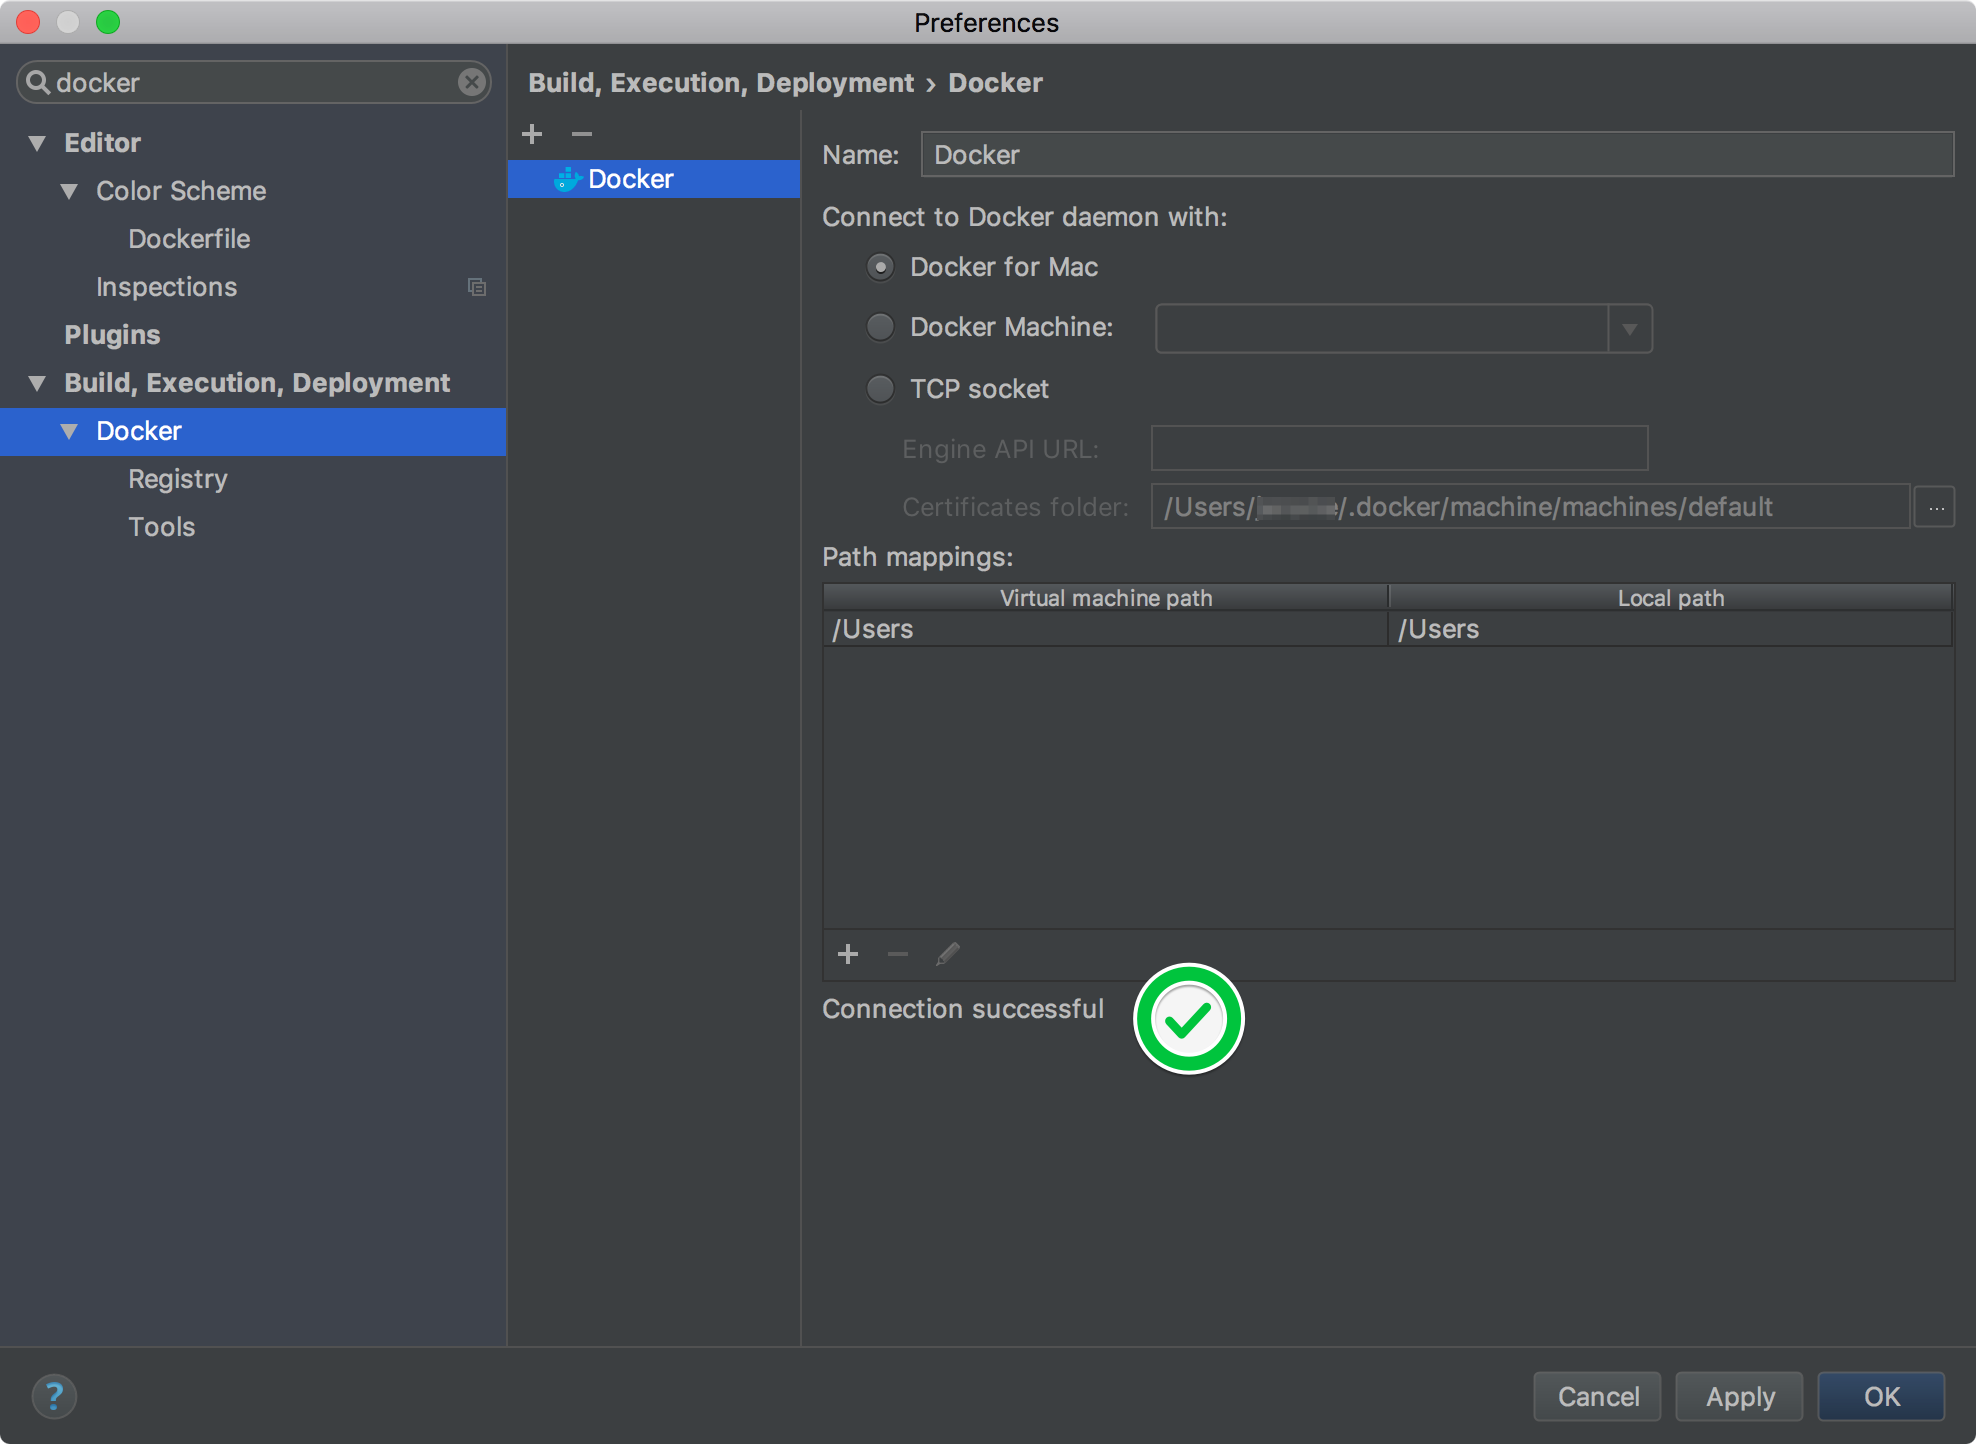 Preferences
docker
Editor
Color Scheme
Dockerfile
Inspections
Plugins
Build, Execution, Deployment
Docker
Registry
Tools
Build, Execution, Deployment › Docker
Docker
Name: Docker
Connect to Docker daemon with:
Docker for Mac
Docker Machine:
TCP socket
Engine API URL:
Certificates folder: /Users/ /.docker/machine/machines/default ...
Path mappings:
Virtual machine path Local path
/Users /Users
Connection successful
? Cancel Apply OK